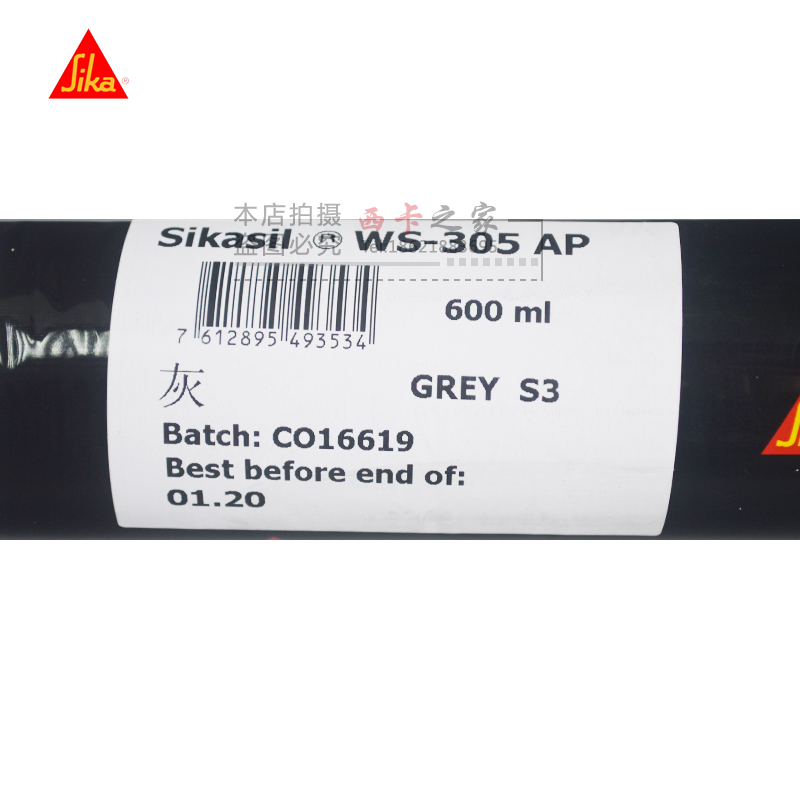 Sika®
本店拍摄 西卡之家
Sikasil ® WS-305 AP
盗图必究
600 ml
7 612895 493534
灰
GREY S3
Batch: CO16619
Best before end of:
01.20